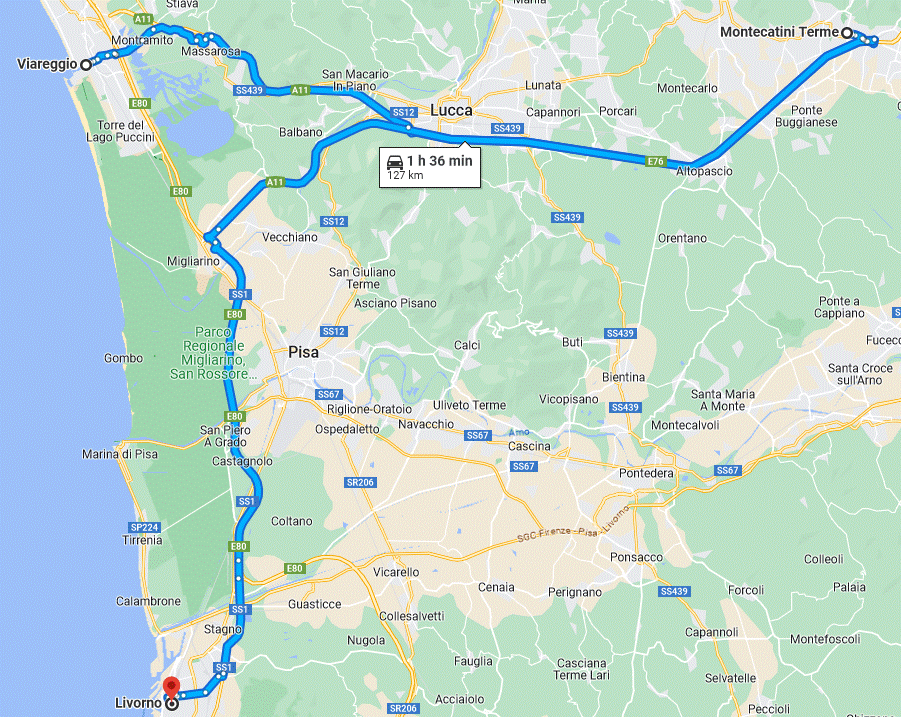 Stiava
A11
Montecatini Terme
Montramito
Massarosa
Viareggio
San Macario
In Piano
Lunata
Montecarlo
SS439
A11
E80
SS12
Lucca
Capannori
Porcari
Ponte
Buggianese
Torre del
Lago Puccini
Balbano
SS439
1 h 36 min
127 km
E76
Altopascio
A11
E80
SS12
SS439
Vecchiano
Orentano
Migliarino
San Giuliano
Terme
SS1
Asciano Pisano
Ponte a
Cappiano
E80
Parco
Regionale
Migliarino,
San Rossore...
SS12
SS439
Calci
Buti
Fucecc
Gombo
Pisa
Santa Croce
sull'Arno
Bientina
SS67
Santa Maria
A Monte
Vicopisano
Riglione-Oratoio
Uliveto Terme
SS439
E80
Ospedaletto
Navacchio
Montecalvoli
San Piero
A Grado
Arno
SS67
Cascina
Marina di Pisa
Castagnolo
SS67
Pontedera
SS67
SR206
SS1
SGC Firenze - Pisa - Livorno
Coltano
SP224
Tirrenia
E80
Ponsacco
Colleoli
E80
Vicarello
Cenaia
Perignano
SS439
Forcoli
Palaia
Calambrone
Guasticce
SS1
Collesalvetti
Stagno
Capannoli
Montefoscoli
Nugola
SS1
Fauglia
Casciana
Terme Lari
Selvatelle
Livorno
Acciaiolo
SR206
Peccioli